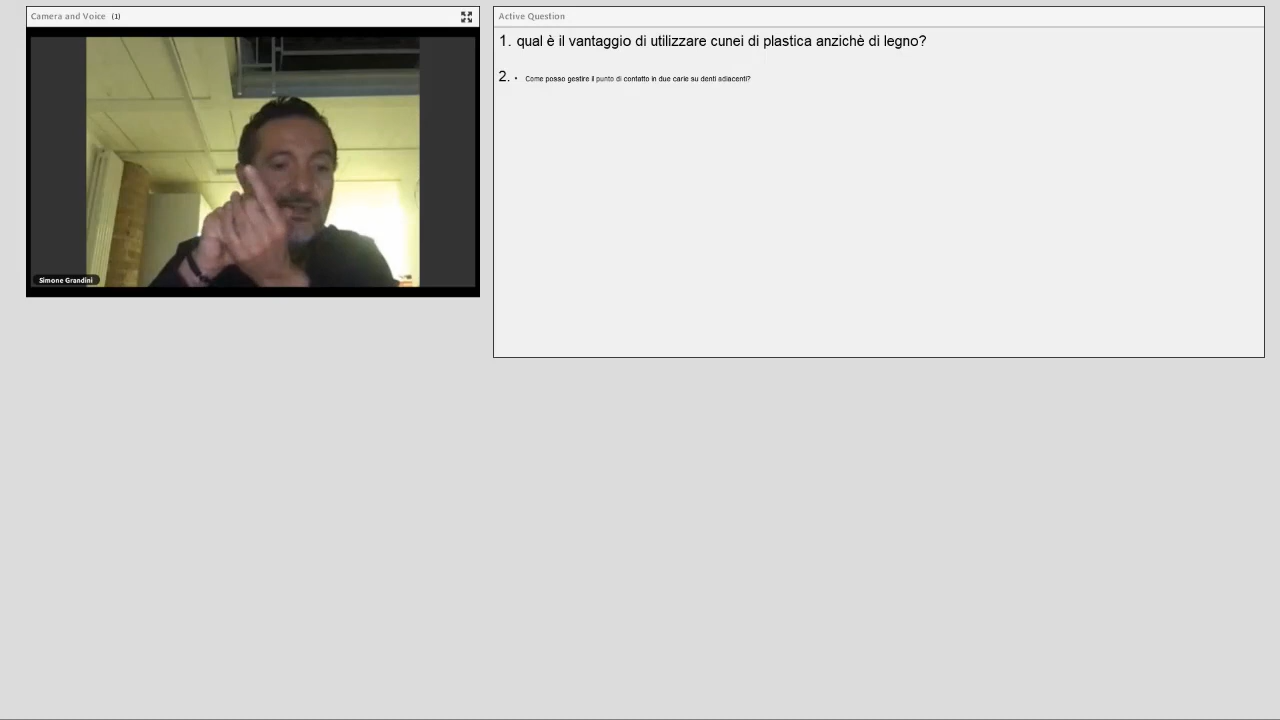 Camera and Voice (1)
Simone Grandini
Active Question
1. qual è il vantaggio di utilizzare cunei di plastica anzichè di legno?
2. • Come posso gestire il punto di contatto in due carie su denti adiacenti?